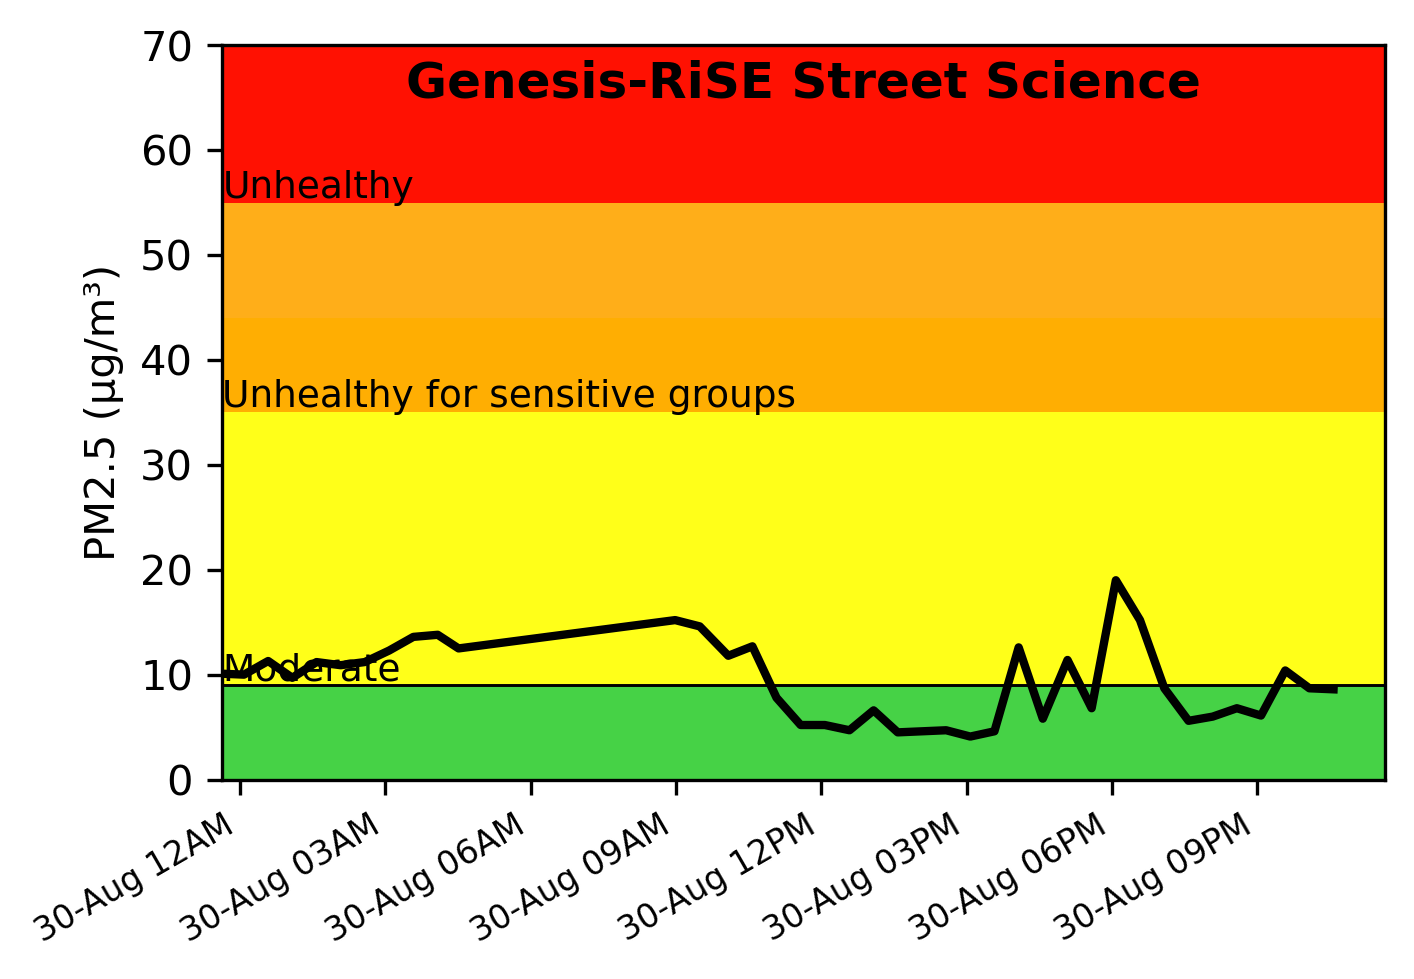 Genesis-RiSE Street Science
70
60
Unhealthy
50
40
Unhealthy for sensitive groups
30
20
10
Moderate
0
PM2.5 (µg/m³)
30-Aug 12AM
30-Aug 03AM
30-Aug 06AM
30-Aug 09AM
30-Aug 12PM
30-Aug 03PM
30-Aug 06PM
30-Aug 09PM